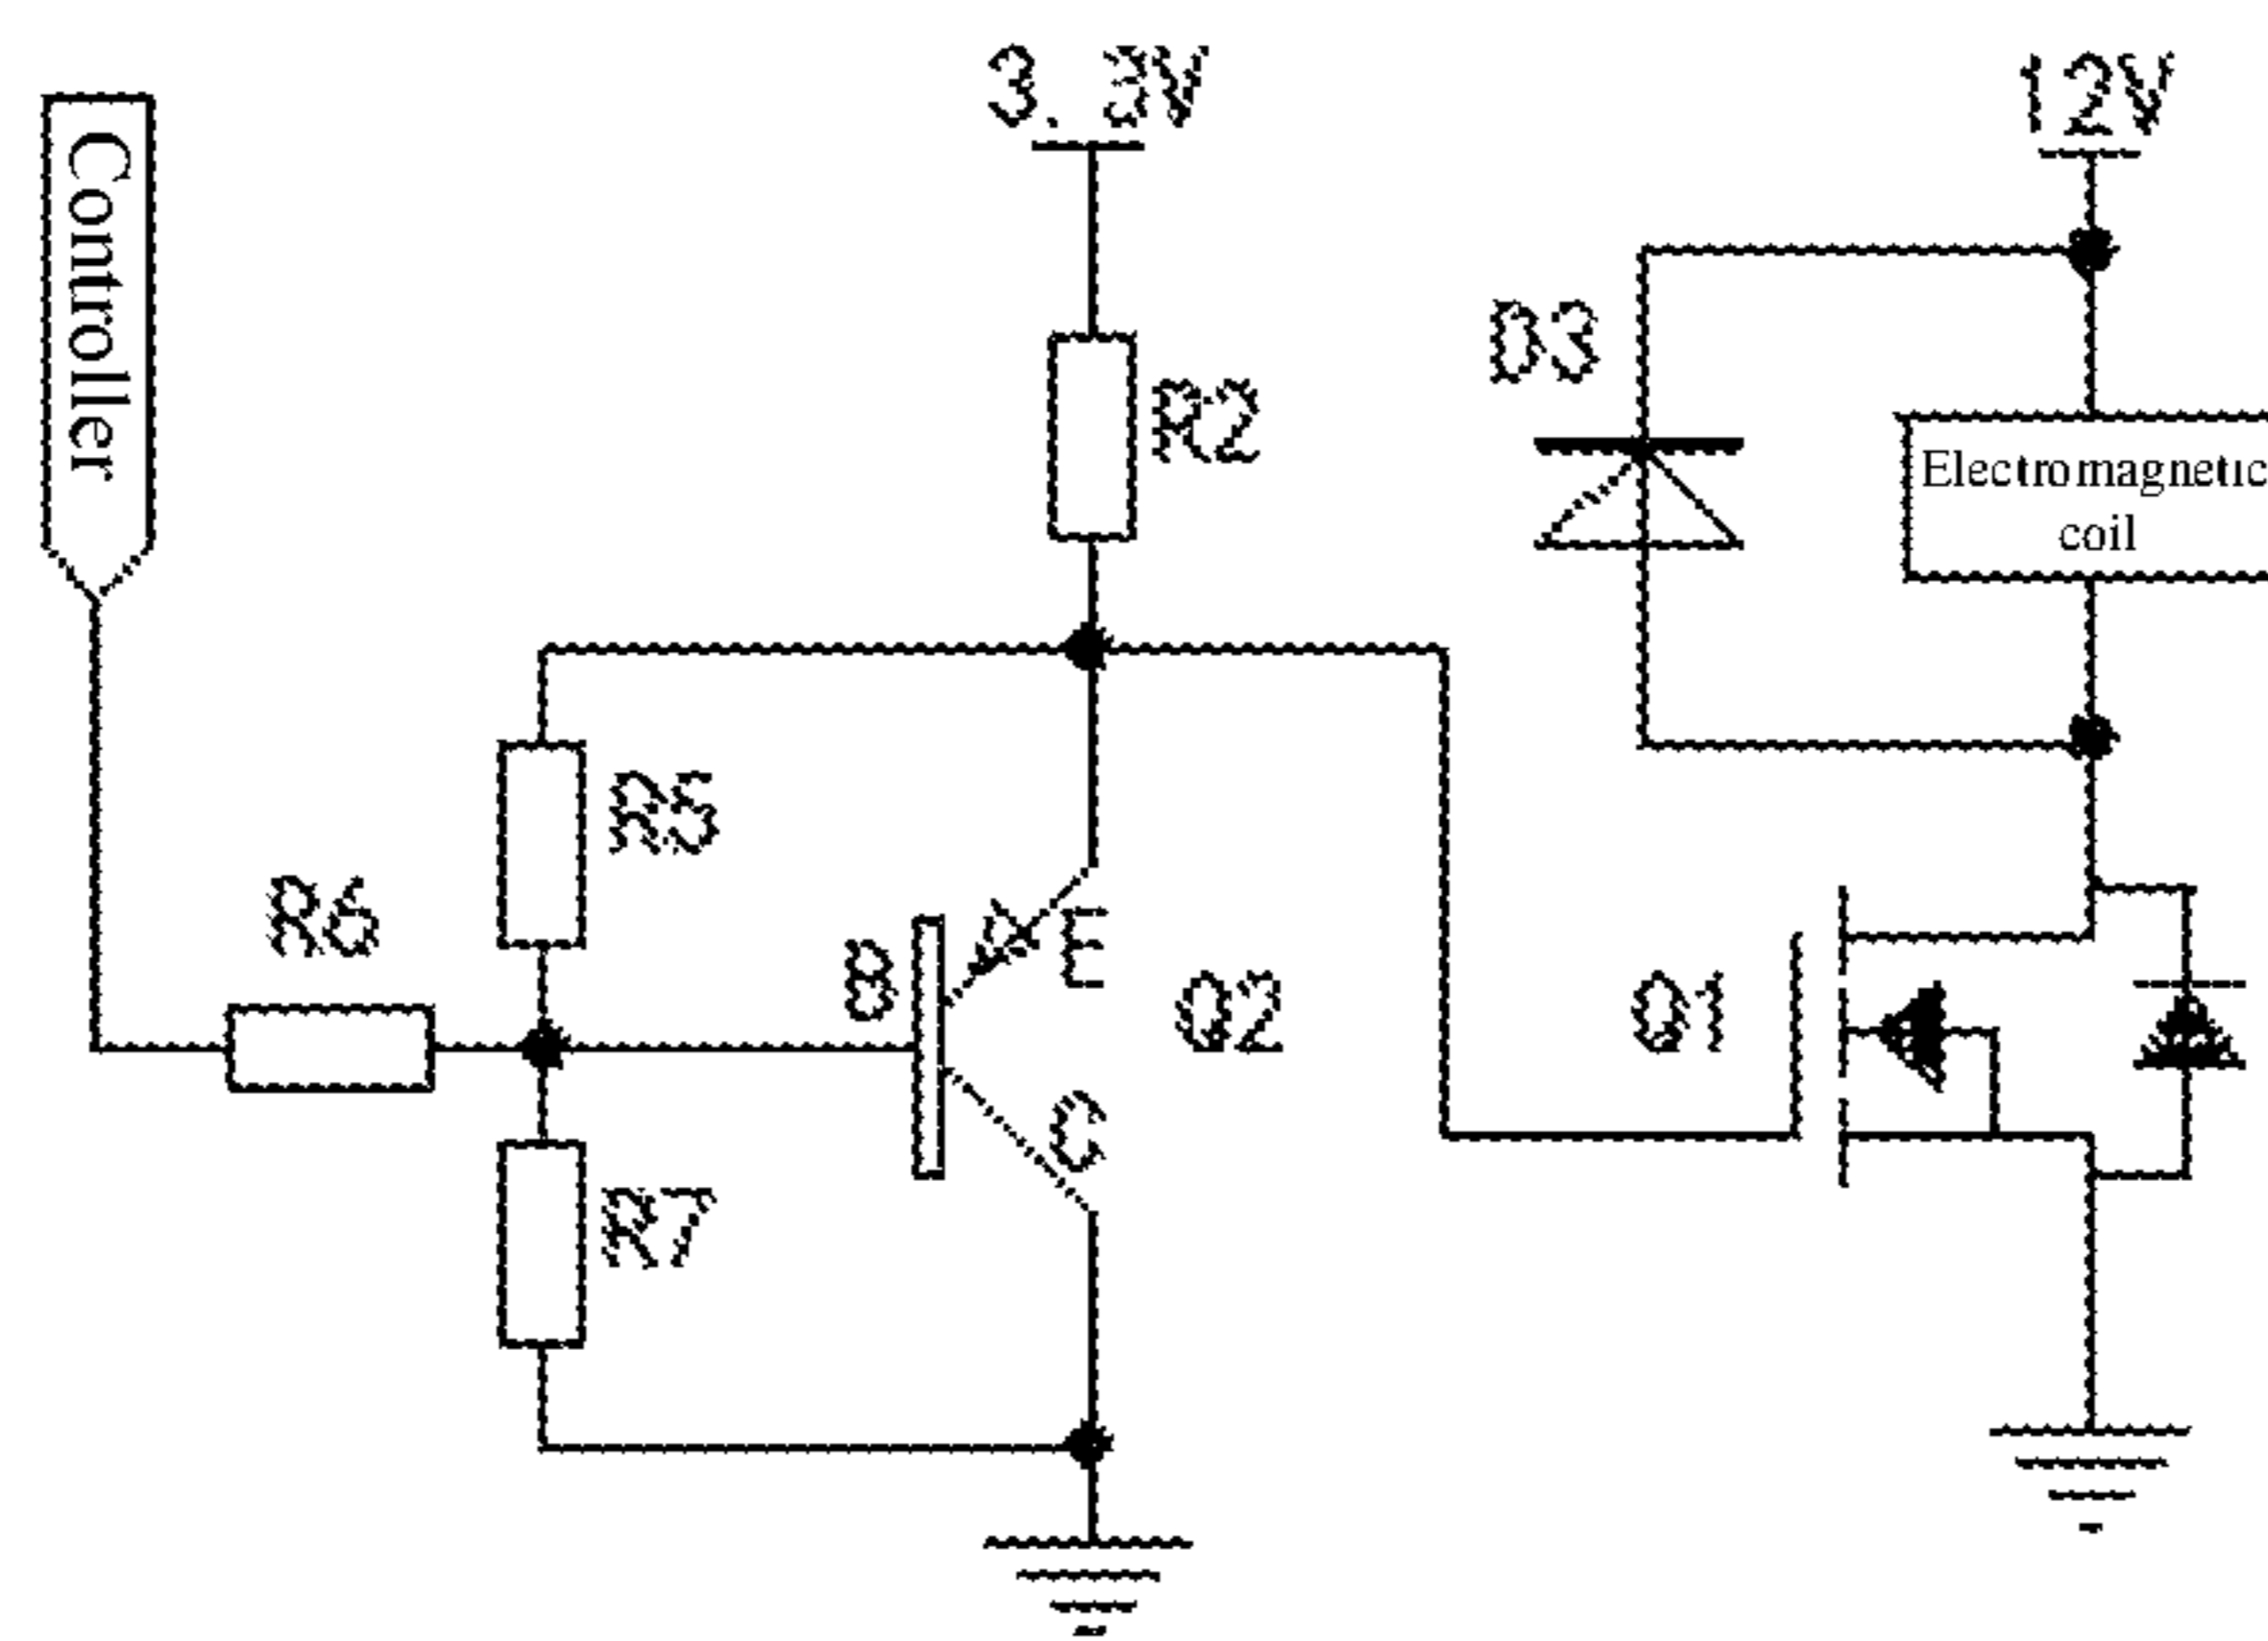 Controller
3.3V
12V
D3
R2
Electromagnetic
coil
R5
R6
B
E
Q2
Q1
C
R7